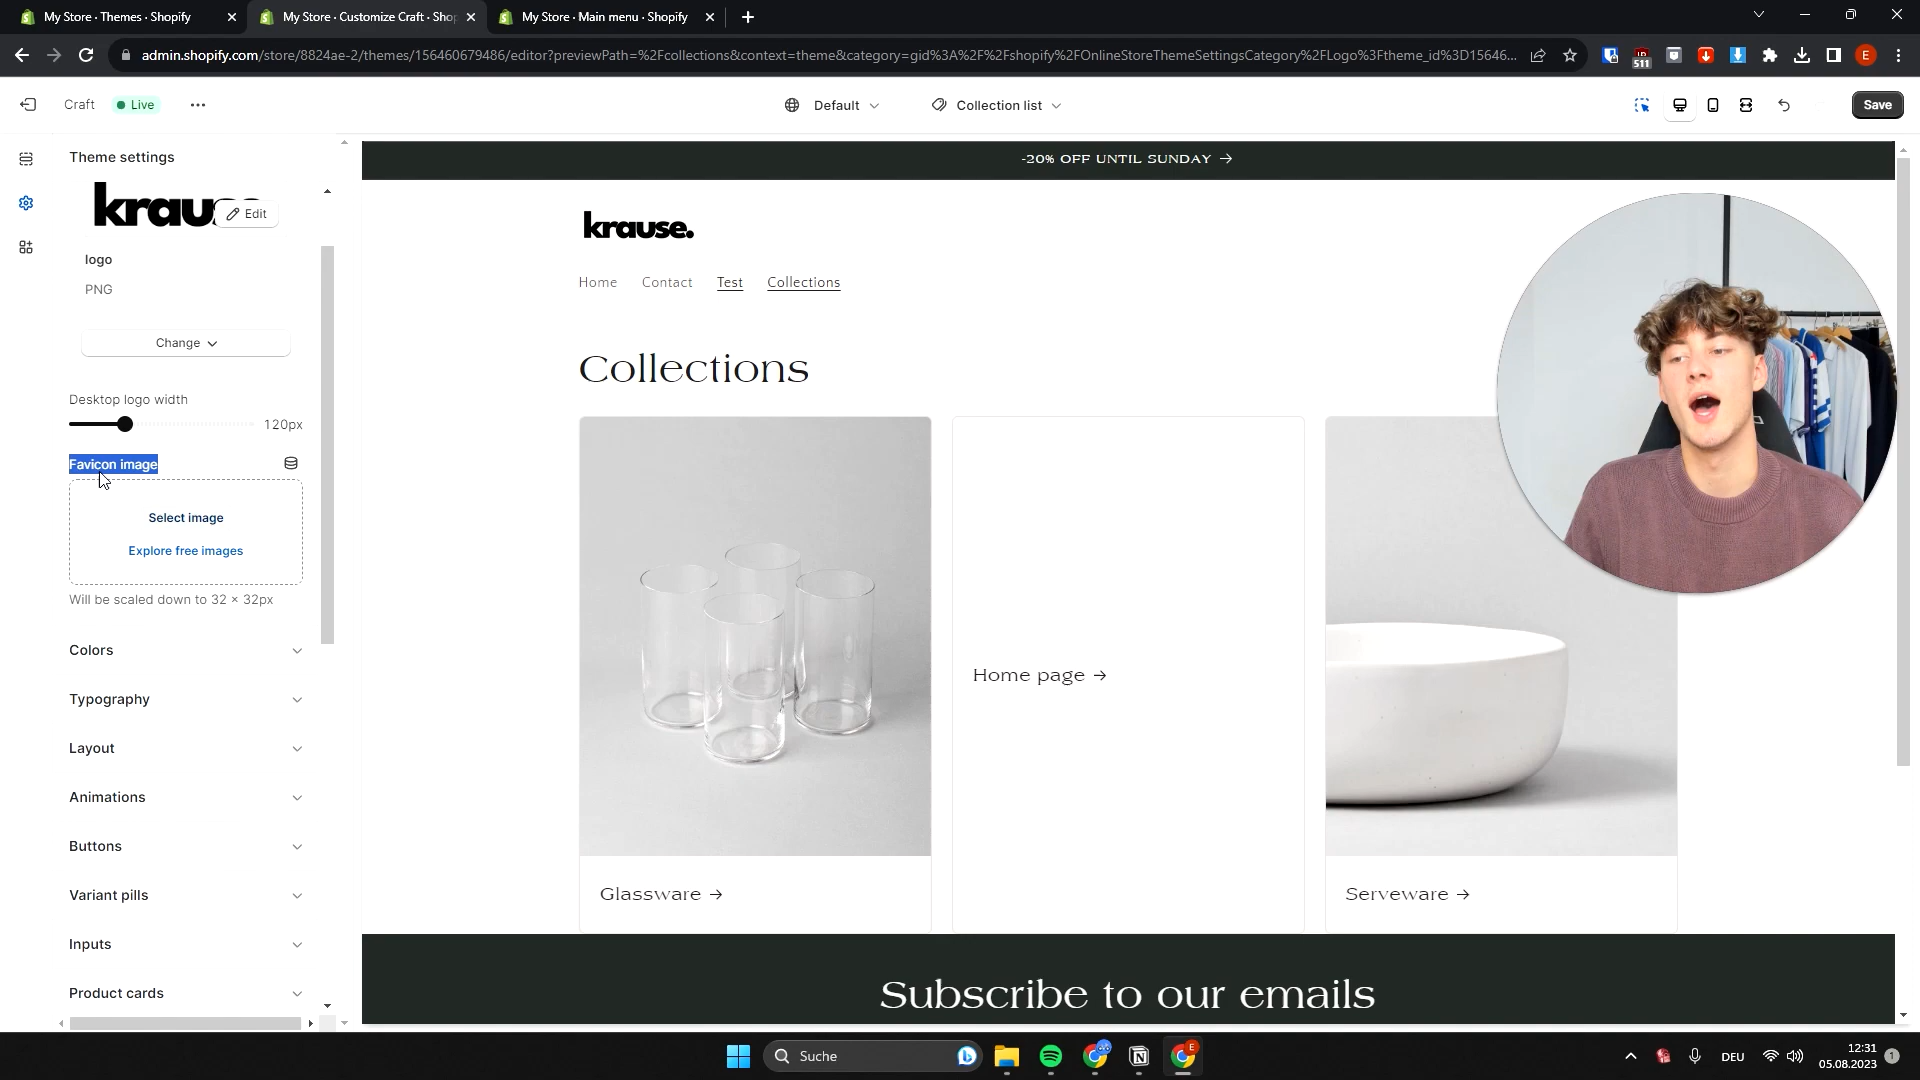 My Store · Themes · Shopify
My Store · Customize Craft · Shop
My Store · Main menu · Shopify
admin.shopify.com/store/8824ae-2/themes/156460679486/editor?previewPath=%2Fcollections&context=theme&category=gid%3A%2F%2Fshopify%2FOnlineStoreThemeSettingsCategory%2FLogo%3Ftheme_id%3D15646...
511
E
Craft
Live
Default
Collection list
Save
Theme settings
krause.
Edit
logo
PNG
Change
Desktop logo width
120px
Favicon image
Select image
Explore free images
Will be scaled down to 32 × 32px
Colors
Typography
Layout
Animations
Buttons
Variant pills
Inputs
Product cards
-20% OFF UNTIL SUNDAY →
krause.
Home Contact Test Collections
Collections
Glassware →
Home page →
Serveware →
Subscribe to our emails
Suche
DEU
12:31
05.08.2023
1